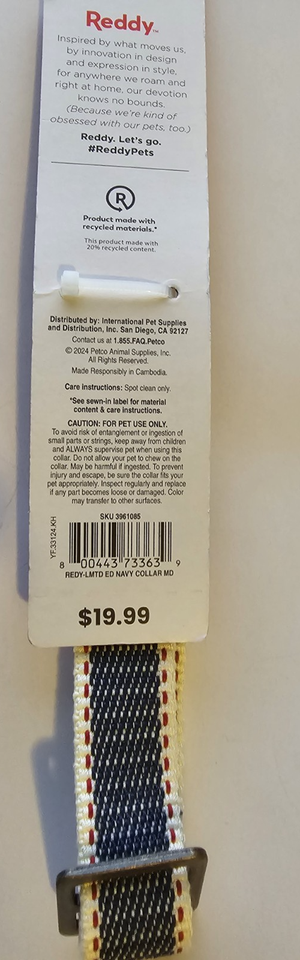 Reddy™
Inspired by what moves us,
by innovation in design
and expression in style,
for anywhere we roam and
right at home, our devotion
knows no bounds.
(Because we're kind of
obsessed with our pets, too.)
Reddy. Let's go.
#ReddyPets
R
Product made with
recycled materials.*
This product made with
20% recycled content.
Distributed by: International Pet Supplies
and Distribution, Inc. San Diego, CA 92127
Contact us at 1.855.FAQ.Petco
© 2024 Petco Animal Supplies, Inc.
All Rights Reserved.
Made Responsibly in Cambodia.
Care Instructions: Spot clean only.
*See sewn-in label for material
content & care instructions.
CAUTION: FOR PET USE ONLY.
To avoid risk of entanglement or ingestion of
small parts or strings, keep away from children
and ALWAYS supervise pet when using this
collar. Do not allow your pet to chew on the
collar. May be harmful if ingested. To prevent
injury and escape, be sure the collar fits your
pet appropriately. Inspect regularly and replace
if any part becomes loose or damaged. Color
may transfer to other surfaces.
SKU 3961085
YF.33124.KH
8 00443 73363 9
REDY-LMTD ED NAVY COLLAR MD
$19.99